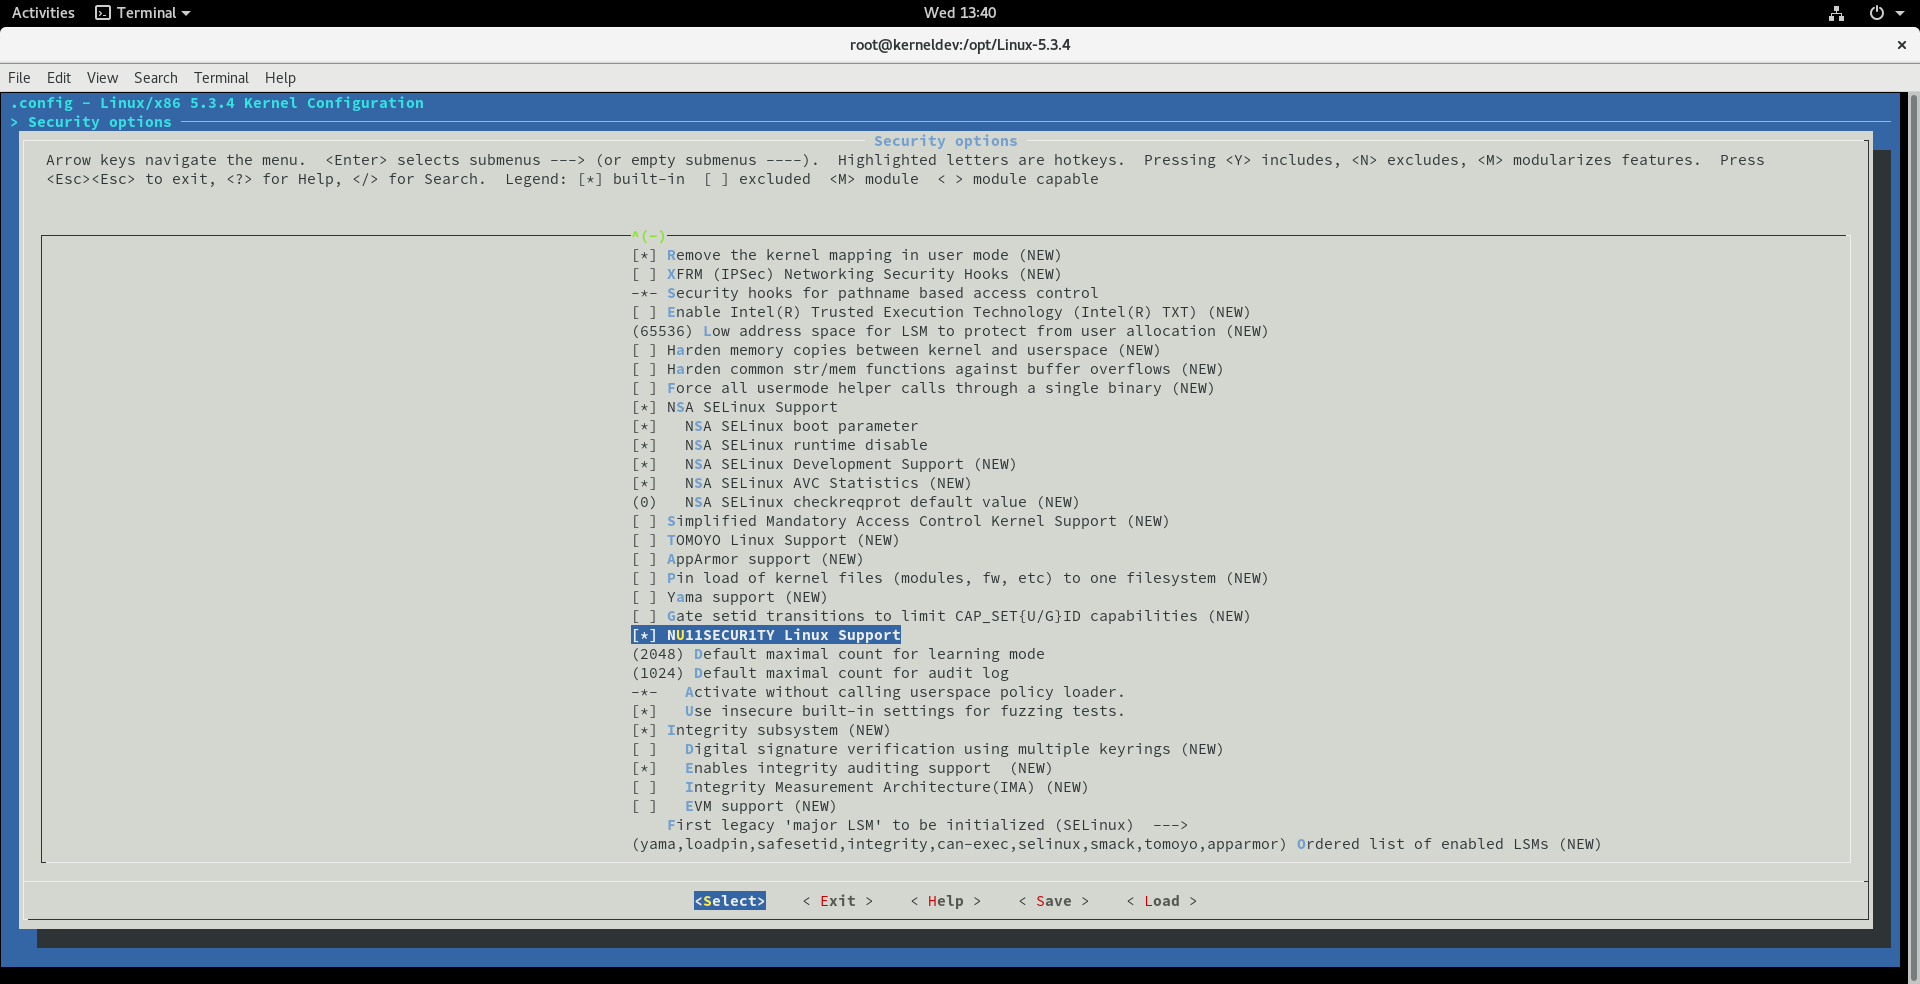 Activities Terminal Wed 13:40
root@kerneldev:/opt/Linux-5.3.4 ×
File Edit View Search Terminal Help
.config - Linux/x86 5.3.4 Kernel Configuration
> Security options
Security options
Arrow keys navigate the menu.  <Enter> selects submenus ---> (or empty submenus ----).  Highlighted letters are hotkeys.  Pressing <Y> includes, <N> excludes, <M> modularizes features.  Press
<Esc><Esc> to exit, <?> for Help, </> for Search.  Legend: [*] built-in  [ ] excluded  <M> module  < > module capable
^(-)
[*] Remove the kernel mapping in user mode (NEW)
[ ] XFRM (IPSec) Networking Security Hooks (NEW)
-*- Security hooks for pathname based access control
[ ] Enable Intel(R) Trusted Execution Technology (Intel(R) TXT) (NEW)
(65536) Low address space for LSM to protect from user allocation (NEW)
[ ] Harden memory copies between kernel and userspace (NEW)
[ ] Harden common str/mem functions against buffer overflows (NEW)
[ ] Force all usermode helper calls through a single binary (NEW)
[*] NSA SELinux Support
[*]   NSA SELinux boot parameter
[*]   NSA SELinux runtime disable
[*]   NSA SELinux Development Support (NEW)
[*]   NSA SELinux AVC Statistics (NEW)
(0)   NSA SELinux checkreqprot default value (NEW)
[ ] Simplified Mandatory Access Control Kernel Support (NEW)
[ ] TOMOYO Linux Support (NEW)
[ ] AppArmor support (NEW)
[ ] Pin load of kernel files (modules, fw, etc) to one filesystem (NEW)
[ ] Yama support (NEW)
[ ] Gate setid transitions to limit CAP_SET{U/G}ID capabilities (NEW)
[*] NU11SECUR1TY Linux Support
(2048) Default maximal count for learning mode
(1024) Default maximal count for audit log
-*-   Activate without calling userspace policy loader.
[*]   Use insecure built-in settings for fuzzing tests.
[*] Integrity subsystem (NEW)
[ ]   Digital signature verification using multiple keyrings (NEW)
[*]   Enables integrity auditing support  (NEW)
[ ]   Integrity Measurement Architecture(IMA) (NEW)
[ ]   EVM support (NEW)
First legacy 'major LSM' to be initialized (SELinux)  --->
(yama,loadpin,safesetid,integrity,can-exec,selinux,smack,tomoyo,apparmor) Ordered list of enabled LSMs (NEW)
<Select>    < Exit >    < Help >    < Save >    < Load >